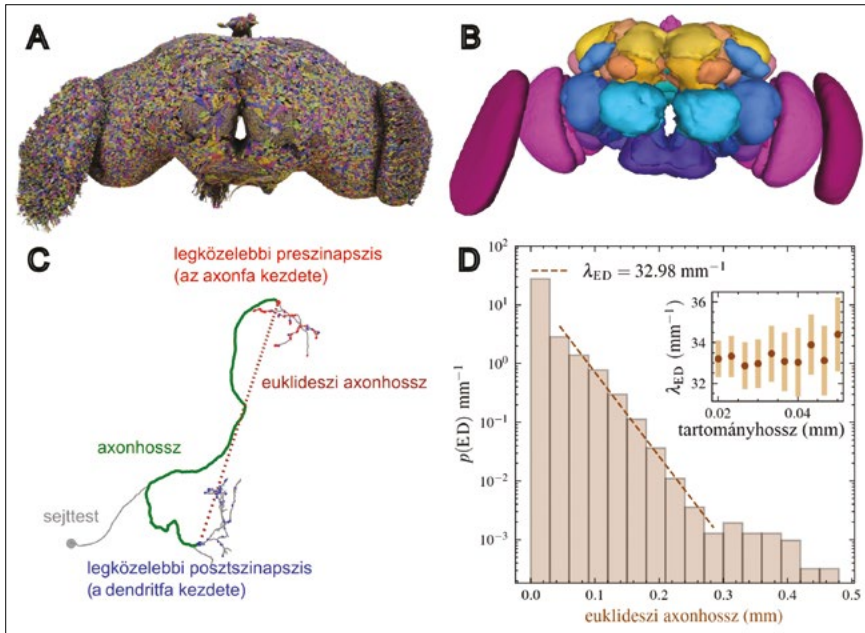 A
B
C
legközelebbi preszinapszis
(az axonfa kezdete)
euklideszi axonhossz
axonhossz
sejttest
legközelebbi posztszinapszis
(a dendritfa kezdete)
D
λED = 32.98 mm⁻¹
p(ED) mm⁻¹
10²
10¹
10⁰
10⁻¹
10⁻²
10⁻³
0.0 0.1 0.2 0.3 0.4 0.5
euklideszi axonhossz (mm)
λED (mm⁻¹)
36
34
32
0.02 0.04
tartományhossz (mm)